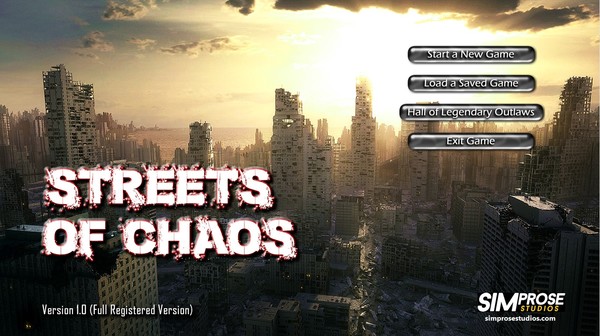 Start a New Game
Load a Saved Game
Hall of Legendary Outlaws
Exit Game
STREETS
OF CHAOS
Version 1.0 (Full Registered Version)
SIMPROSE
STUDIOS
simprosestudios.com